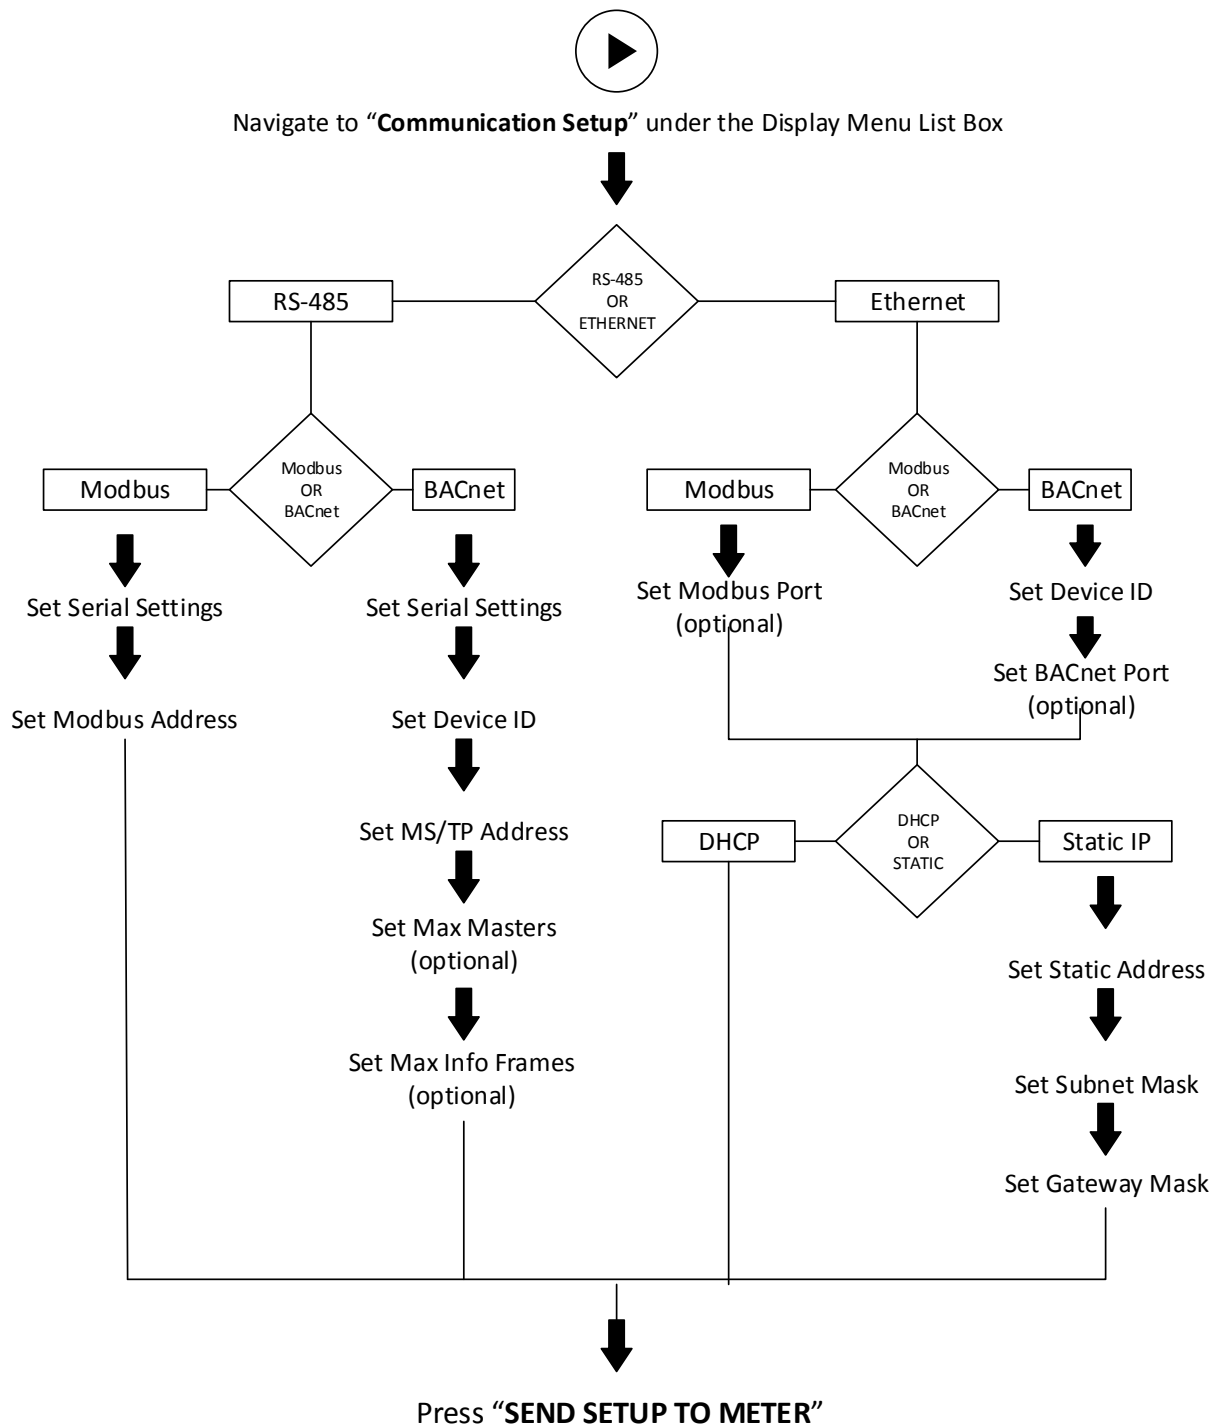 Navigate to “Communication Setup” under the Display Menu List Box
RS-485
OR
ETHERNET
RS-485
Ethernet
Modbus
OR
BACnet
Modbus
BACnet
Set Serial Settings
Set Modbus Address
Set Serial Settings
Set Device ID
Set MS/TP Address
Set Max Masters
(optional)
Set Max Info Frames
(optional)
Modbus
OR
BACnet
Modbus
BACnet
Set Modbus Port
(optional)
Set Device ID
Set BACnet Port
(optional)
DHCP
OR
STATIC
DHCP
Static IP
Set Static Address
Set Subnet Mask
Set Gateway Mask
Press “SEND SETUP TO METER”